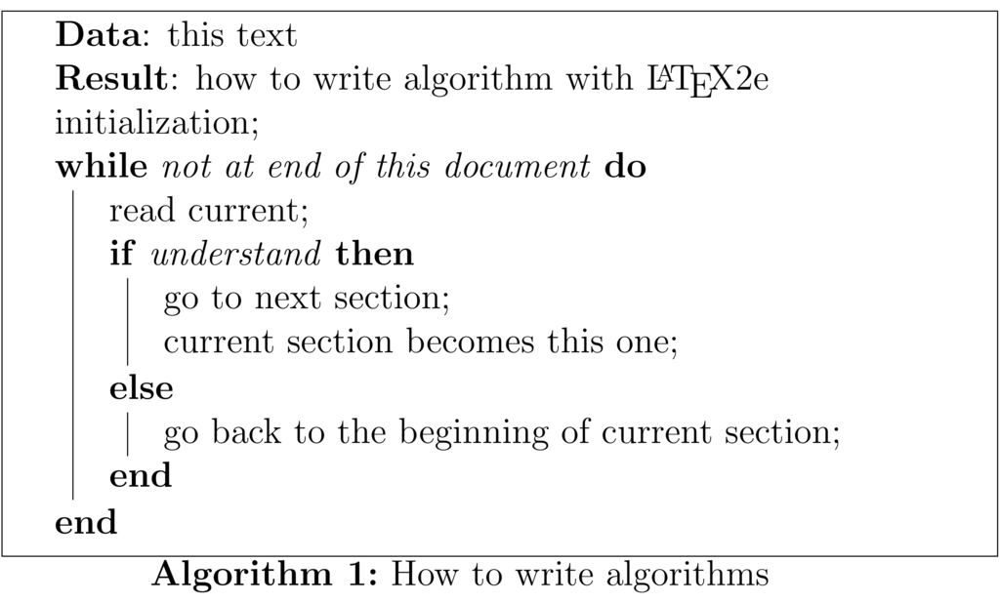 Data: this text
Result: how to write algorithm with LATEX2e
initialization;
while not at end of this document do
read current;
if understand then
go to next section;
current section becomes this one;
else
go back to the beginning of current section;
end
end
Algorithm 1: How to write algorithms